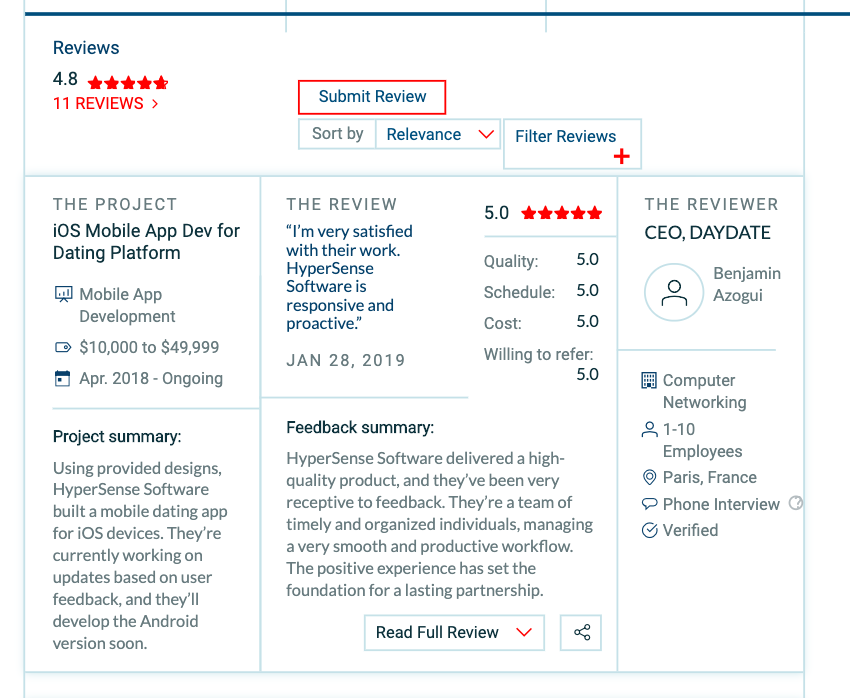 Reviews
4.8
11 REVIEWS
Submit Review
Sort by
Relevance
Filter Reviews
THE PROJECT
iOS Mobile App Dev for
Dating Platform
Mobile App
Development
$10,000 to $49,999
Apr. 2018 - Ongoing
Project summary:
Using provided designs,
HyperSense Software
built a mobile dating app
for iOS devices. They’re
currently working on
updates based on user
feedback, and they’ll
develop the Android
version soon.
THE REVIEW
“I’m very satisfied
with their work.
HyperSense
Software is
responsive and
proactive.”
JAN 28, 2019
5.0
Quality: 5.0
Schedule: 5.0
Cost: 5.0
Willing to refer:
5.0
Feedback summary:
HyperSense Software delivered a high-
quality product, and they’ve been very
receptive to feedback. They’re a team of
timely and organized individuals, managing
a very smooth and productive workflow.
The positive experience has set the
foundation for a lasting partnership.
Read Full Review
THE REVIEWER
CEO, DAYDATE
Benjamin
Azogui
Computer
Networking
1-10
Employees
Paris, France
Phone Interview
Verified